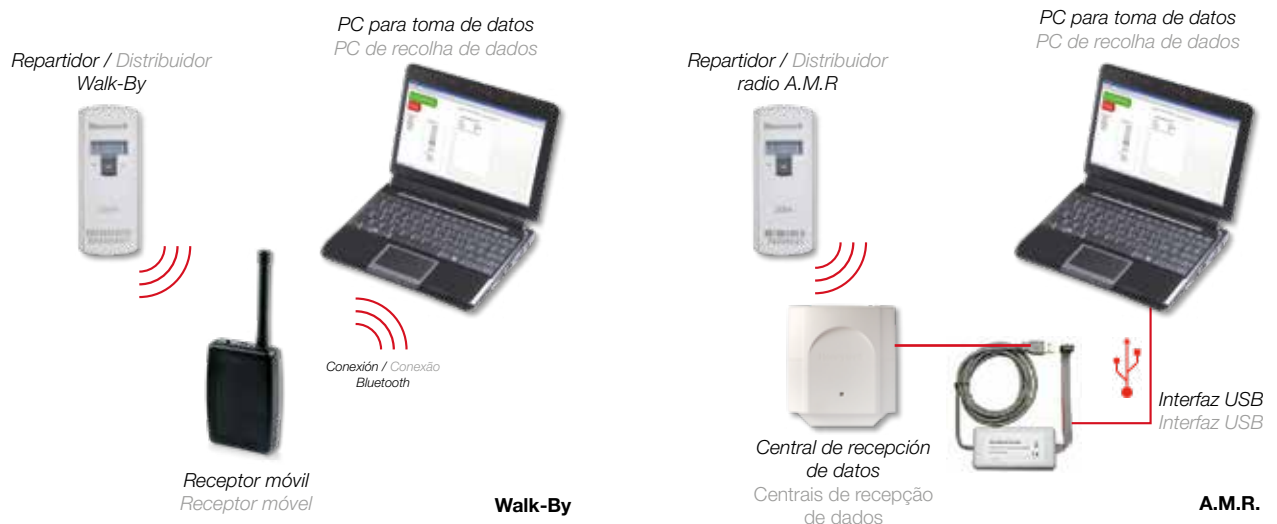 PC para toma de datos
PC de recolha de dados
Repartidor / Distribuidor
Walk-By
Conexión / Conexão
Bluetooth
Receptor móvil
Receptor móvel
Walk-By
PC para toma de datos
PC de recolha de dados
Repartidor / Distribuidor
radio A.M.R
Interfaz USB
Interfaz USB
Central de recepción
de datos
Centrais de recepção
de dados
A.M.R.